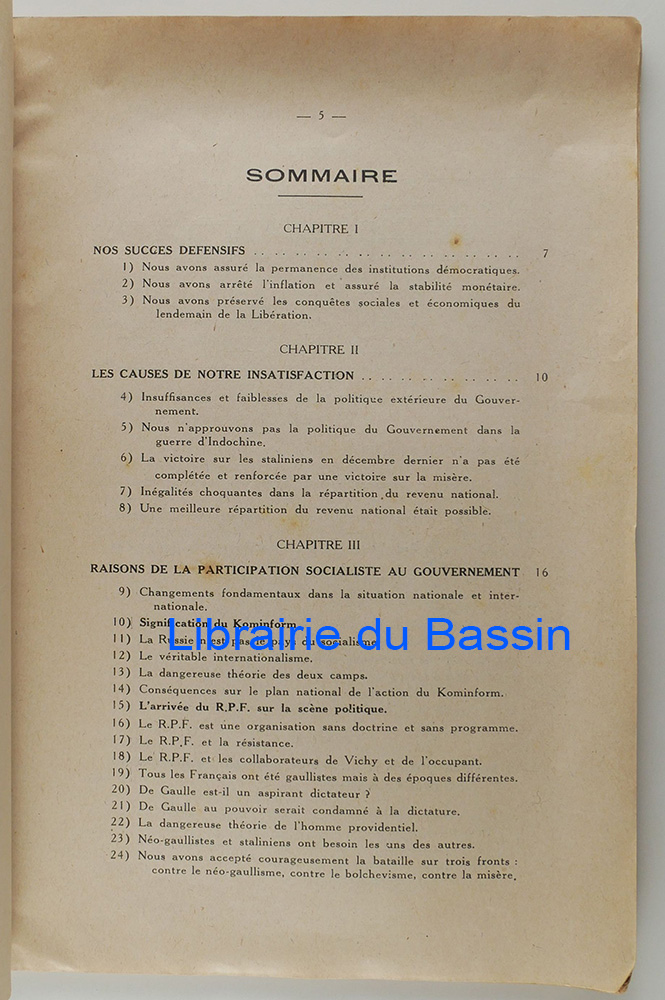 — 5 —
SOMMAIRE
CHAPITRE I
NOS SUCCES DEFENSIFS . . . . . . . . . . . . . . . . . . . . 7
1) Nous avons assuré la permanence des institutions démocratiques.
2) Nous avons arrêté l'inflation et assuré la stabilité monétaire.
3) Nous avons préservé les conquêtes sociales et économiques du
lendemain de la Libération.
CHAPITRE II
LES CAUSES DE NOTRE INSATISFACTION . . . . . . . . . . . . 10
4) Insuffisances et faiblesses de la politique extérieure du Gouver-
nement.
5) Nous n'approuvons pas la politique du Gouvernement dans la
guerre d'Indochine.
6) La victoire sur les staliniens en décembre dernier n'a pas été
complétée et renforcée par une victoire sur la misère.
7) Inégalités choquantes dans la répartition du revenu national.
8) Une meilleure répartition du revenu national était possible.
CHAPITRE III
RAISONS DE LA PARTICIPATION SOCIALISTE AU GOUVERNEMENT 16
9) Changements fondamentaux dans la situation nationale et inter-
nationale.
10) Signification du Kominform.
Librairie du Bassin
11) La Russie n'est pas le pays du socialisme.
12) Le véritable internationalisme.
13) La dangereuse théorie des deux camps.
14) Conséquences sur le plan national de l'action du Kominform.
15) L'arrivée du R.P.F. sur la scène politique.
16) Le R.P.F. est une organisation sans doctrine et sans programme.
17) Le R.P.F. et la résistance.
18) Le R.P.F. et les collaborateurs de Vichy et de l'occupant.
19) Tous les Français ont été gaullistes mais à des époques différentes.
20) De Gaulle est-il un aspirant dictateur ?
21) De Gaulle au pouvoir serait condamné à la dictature.
22) La dangereuse théorie de l'homme providentiel.
23) Néo-gaullistes et staliniens ont besoin les uns des autres.
24) Nous avons accepté courageusement la bataille sur trois fronts :
contre le néo-gaullisme, contre le bolchevisme, contre la misère.